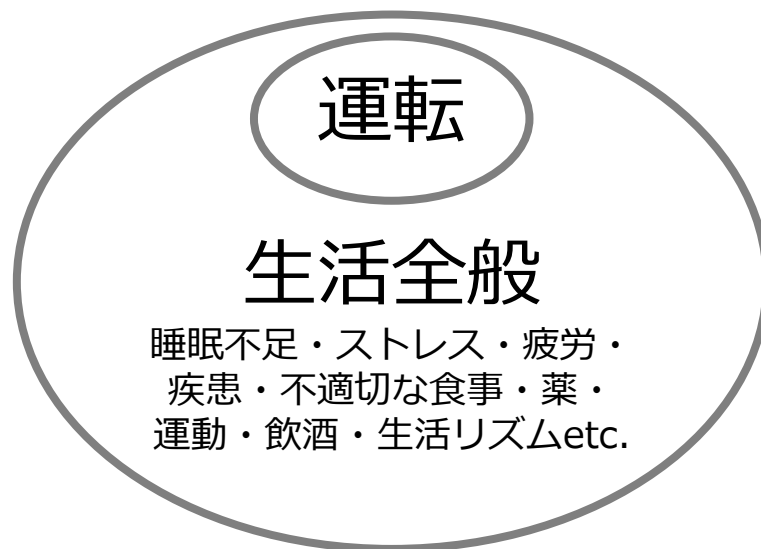 運転
生活全般
睡眠不足・ストレス・疲労・
疾患・不適切な食事・薬・
運動・飲酒・生活リズムetc.